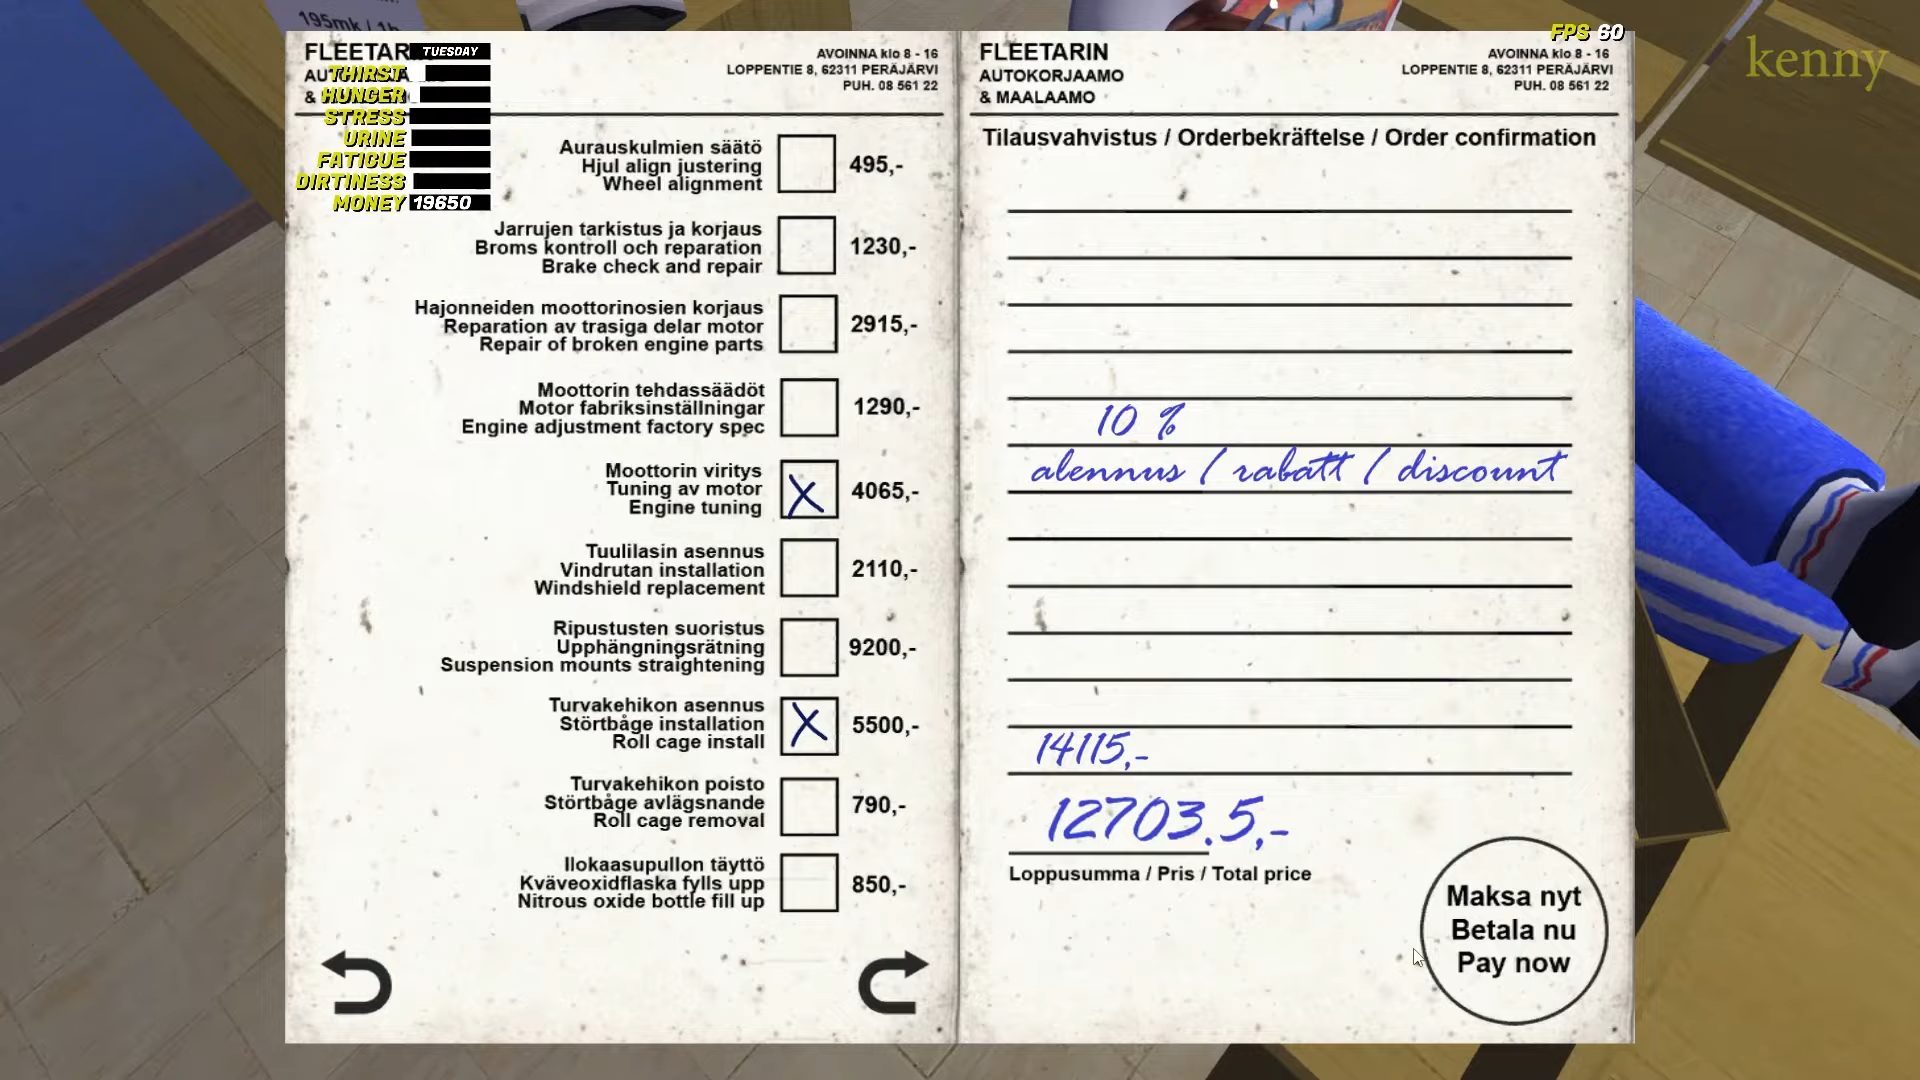 195mk / 1h
FLEETAR
AUT
&
TUESDAY
THIRST
HUNGER
STRESS
URINE
FATIGUE
DIRTINESS
MONEY 19650
AVOINNA klo 8 - 16
LOPPENTIE 8, 62311 PERÄJÄRVI
PUH. 08 561 22
Aurauskulmien säätö
Hjul align justering
Wheel alignment
495,-
Jarrujen tarkistus ja korjaus
Broms kontroll och reparation
Brake check and repair
1230,-
Hajonneiden moottorinosien korjaus
Reparation av trasiga delar motor
Repair of broken engine parts
2915,-
Moottorin tehdassäädöt
Motor fabriksinställningar
Engine adjustment factory spec
1290,-
Moottorin viritys
Tuning av motor
Engine tuning
X
4065,-
Tuulilasin asennus
Vindrutan installation
Windshield replacement
2110,-
Ripustusten suoristus
Upphängningsrätning
Suspension mounts straightening
9200,-
Turvakehikon asennus
Störtbåge installation
Roll cage install
X
5500,-
Turvakehikon poisto
Störtbåge avlägsnande
Roll cage removal
790,-
Ilokaasupullon täyttö
Kväveoxidflaska fylls upp
Nitrous oxide bottle fill up
850,-
FLEETARIN
AUTOKORJAAMO
& MAALAAMO
AVOINNA klo 8 - 16
LOPPENTIE 8, 62311 PERÄJÄRVI
PUH. 08 561 22
Tilausvahvistus / Orderbekräftelse / Order confirmation
10 %
alennus / rabatt / discount
14115,-
12703.5,-
Loppusumma / Pris / Total price
Maksa nyt
Betala nu
Pay now
FPS 60
kenny